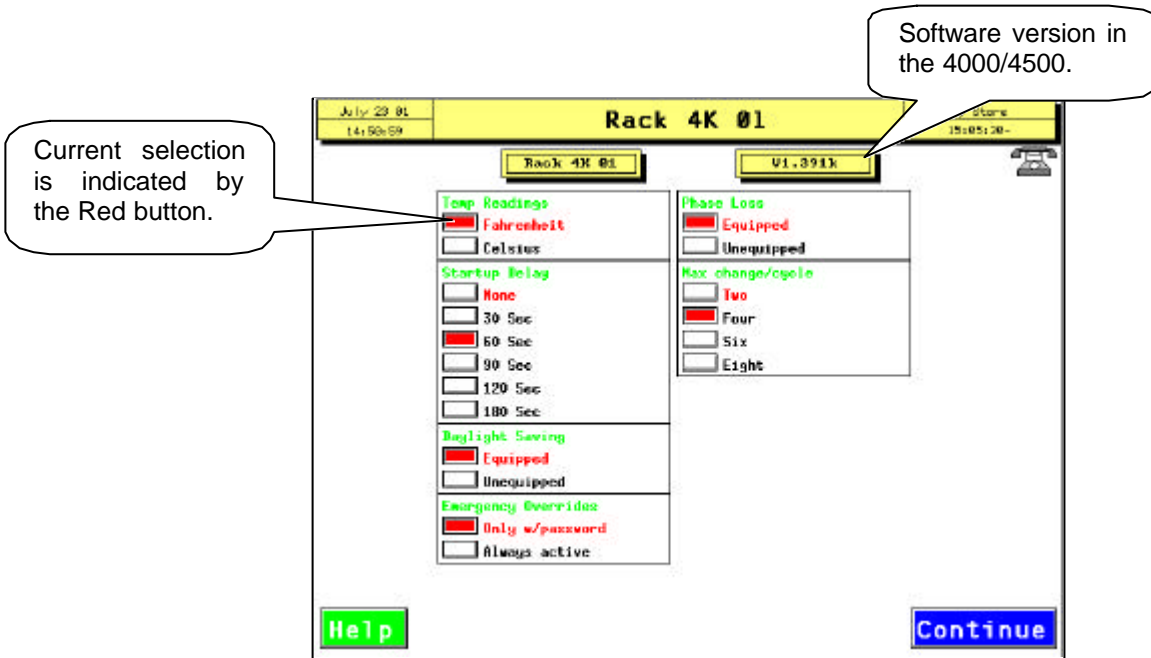 Software version in
the 4000/4500.
July 23 01
14:50:59
Rack 4K 01
Store
15:05:30-
Current selection
is indicated by
the Red button.
Rack 4K 01
V1.391k
Temp Readings
Fahrenheit
Celsius
Startup Delay
None
30 Sec
60 Sec
90 Sec
120 Sec
180 Sec
Daylight Saving
Equipped
Unequipped
Emergency Overrides
Only w/password
Always active
Phase Loss
Equipped
Unequipped
Max change/cycle
Two
Four
Six
Eight
Help
Continue